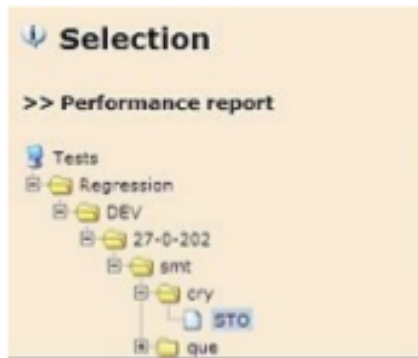 Selection
>> Performance report
Tests
Regression
DEV
27-0-202
smt
cry
STO
que